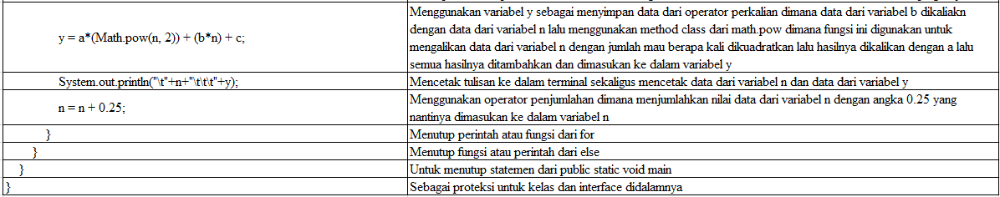 Menggunakan variabel y sebagai menyimpan data dari operator perkalian dimana data dari variabel b dikaliakn
y = a*(Math.pow(n, 2)) + (b*n) + c;
dengan data dari variabel n lalu menggunakan method class dari math.pow dimana fungsi ini digunakan untuk
mengalikan data dari variabel n dengan jumlah mau berapa kali dikuadratkan lalu hasilnya dikalikan dengan a lalu
semua hasilnya ditambahkan dan dimasukan ke dalam variabel y
System.out.println("\t"+n+"\t\t\t"+y);
Mencetak tulisan ke dalam terminal sekaligus mencetak data dari variabel n dan data dari variabel y
n = n + 0.25;
Menggunakan operator penjumlahan dimana menjumlahkan nilai data dari variabel n dengan angka 0.25 yang
nantinya dimasukan ke dalam variabel n
}
Menutup perintah atau fungsi dari for
}
Menutup fungsi atau perintah dari else
}
Untuk menutup statemen dari public static void main
}
Sebagai proteksi untuk kelas dan interface didalamnya